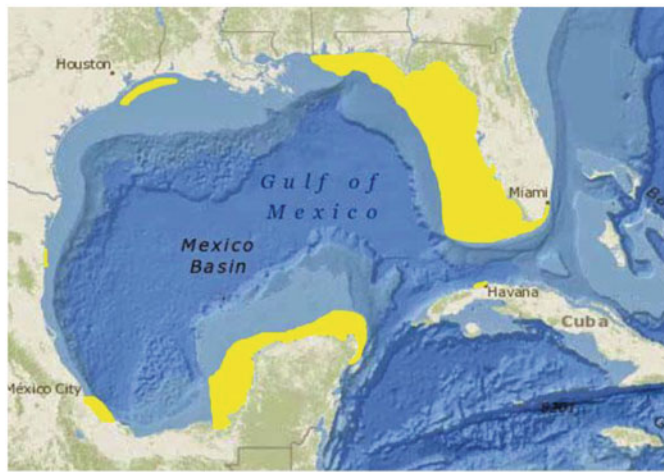 Houston
Gulf of
Mexico
Miami
Mexico
Basin
Havana
Cuba
México City